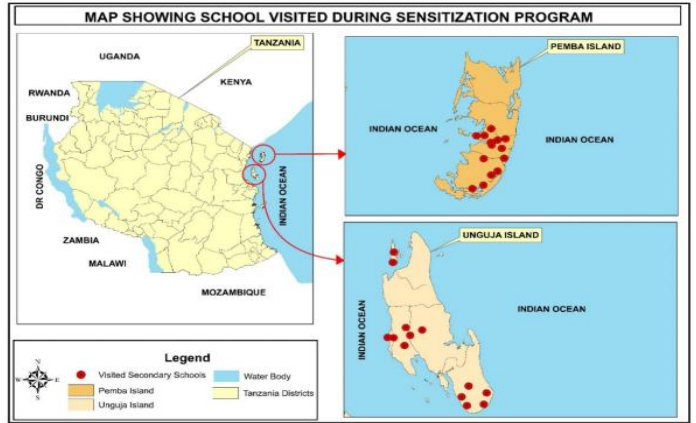 MAP SHOWING SCHOOL VISITED DURING SENSITIZATION PROGRAM
TANZANIA
UGANDA
KENYA
RWANDA
BURUNDI
DR CONGO
INDIAN OCEAN
ZAMBIA
MALAWI
MOZAMBIQUE
PEMBA ISLAND
INDIAN OCEAN
INDIAN OCEAN
UNGUJA ISLAND
INDIAN OCEAN
INDIAN OCEAN
N
W
E
S
Legend
Visited Secondary Schools
Water Body
Pemba Island
Tanzania Districts
Unguja Island